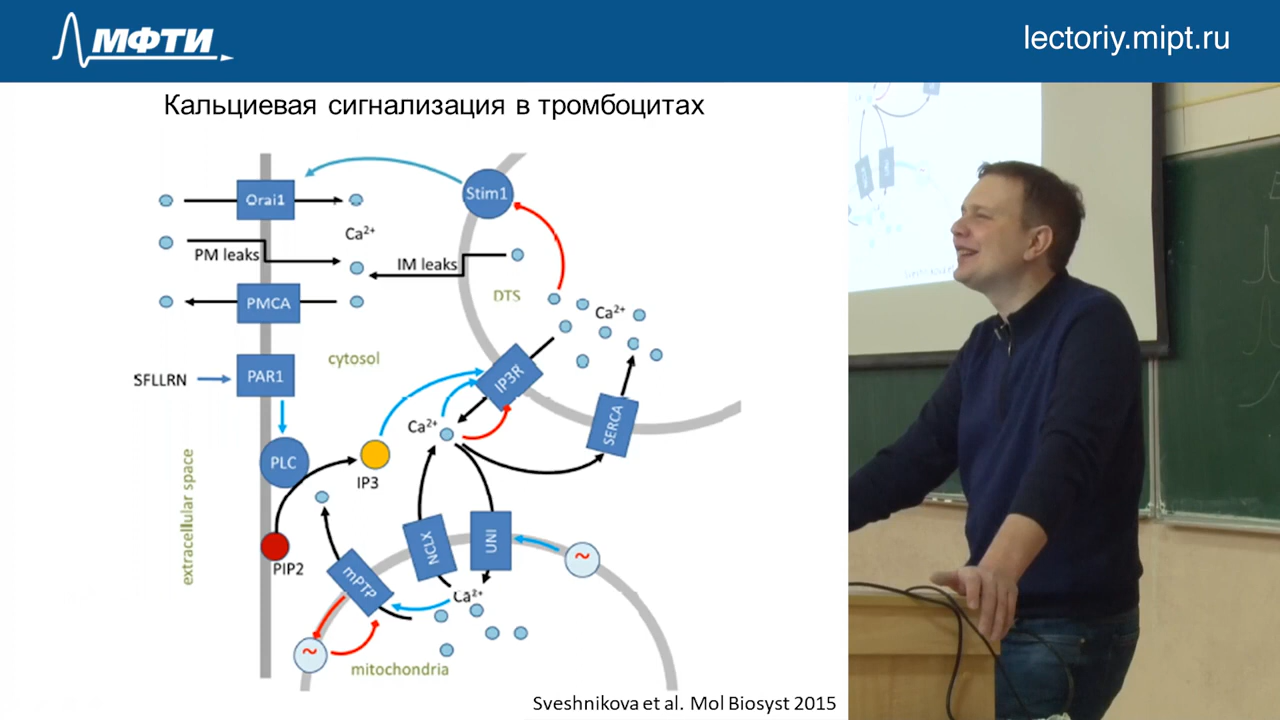 МФТИ
lectoriy.mipt.ru
Кальциевая сигнализация в тромбоцитах
Orai1
Stim1
Ca²⁺
PM leaks
IM leaks
DTS
PMCA
Ca²⁺
cytosol
SFLLRN
PAR1
IP3R
Ca²⁺
SERCA
PLC
IP3
extracellular space
NCLX
UNI
~
PIP2
mPTP
Ca²⁺
~
mitochondria
Sveshnikova et al. Mol Biosyst 2015